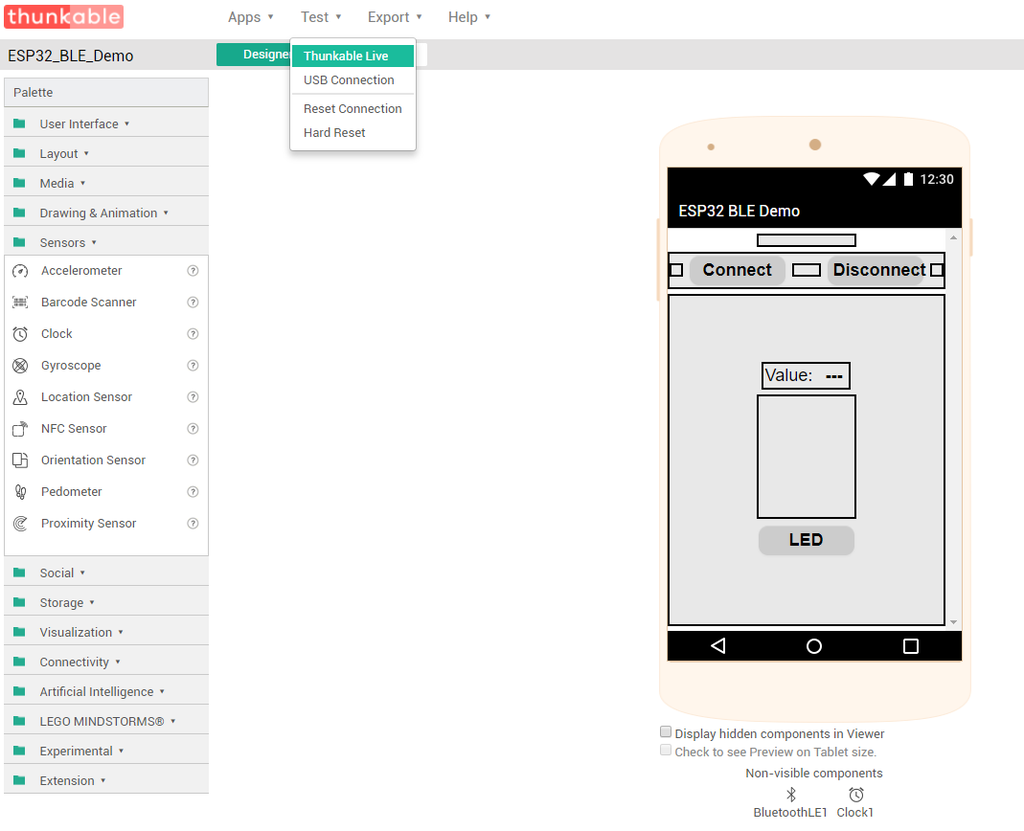 thunkable
Apps ▾ Test ▾ Export ▾ Help ▾
ESP32_BLE_Demo
Designe
Thunkable Live
USB Connection
Reset Connection
Hard Reset
Palette
User Interface ▾
Layout ▾
Media ▾
Drawing & Animation ▾
Sensors ▾
Accelerometer ?
Barcode Scanner ?
Clock ?
Gyroscope ?
Location Sensor ?
NFC Sensor ?
Orientation Sensor ?
Pedometer ?
Proximity Sensor ?
Social ▾
Storage ▾
Visualization ▾
Connectivity ▾
Artificial Intelligence ▾
LEGO MINDSTORMS® ▾
Experimental ▾
Extension ▾
12:30
ESP32 BLE Demo
Connect Disconnect
Value: ---
LED
Display hidden components in Viewer
Check to see Preview on Tablet size.
Non-visible components
BluetoothLE1 Clock1